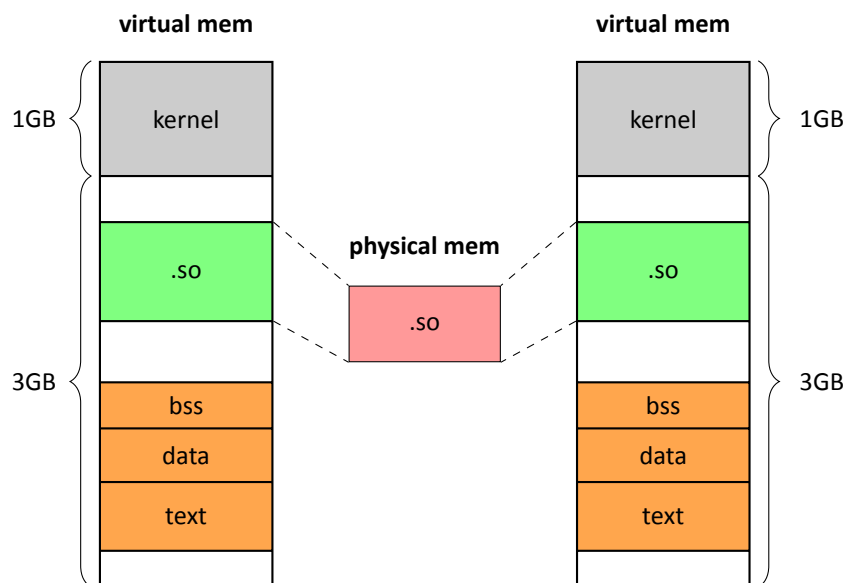 virtual mem
virtual mem
1GB
kernel
kernel
1GB
.so
physical mem
.so
.so
3GB
3GB
bss
bss
data
data
text
text